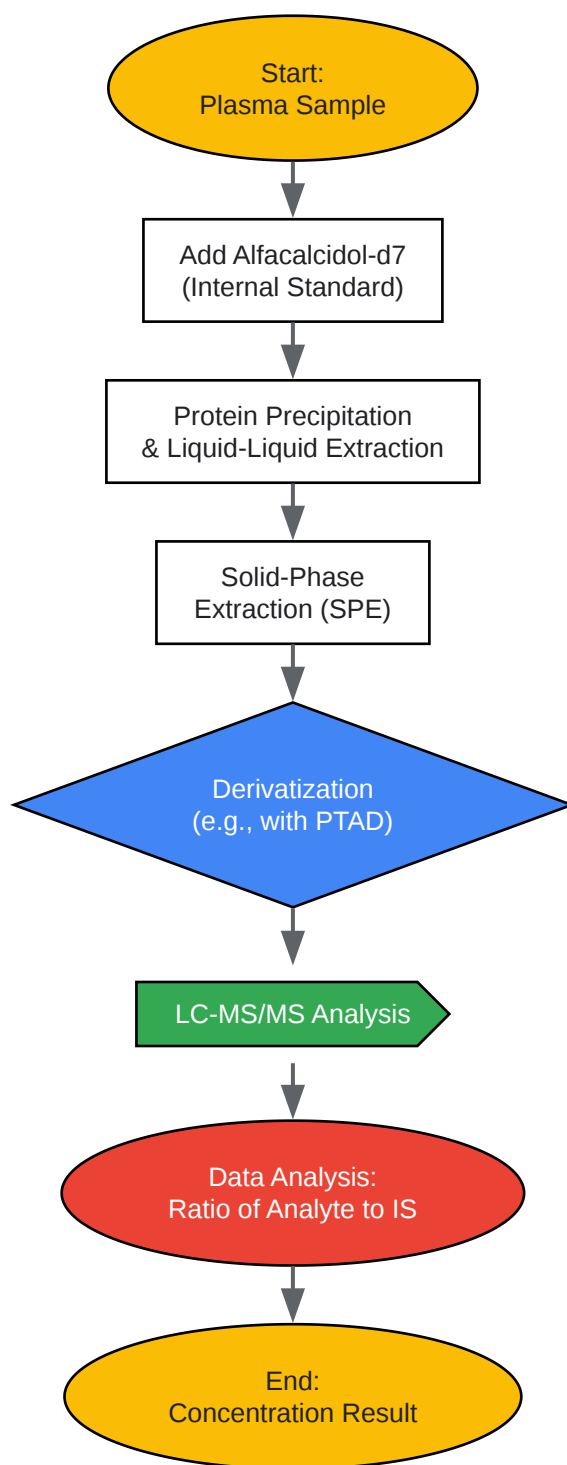 Start:
Plasma Sample
Add Alfacalcidol-d7
(Internal Standard)
Protein Precipitation
& Liquid-Liquid Extraction
Solid-Phase
Extraction (SPE)
Derivatization
(e.g., with PTAD)
LC-MS/MS Analysis
Data Analysis:
Ratio of Analyte to IS
End:
Concentration Result